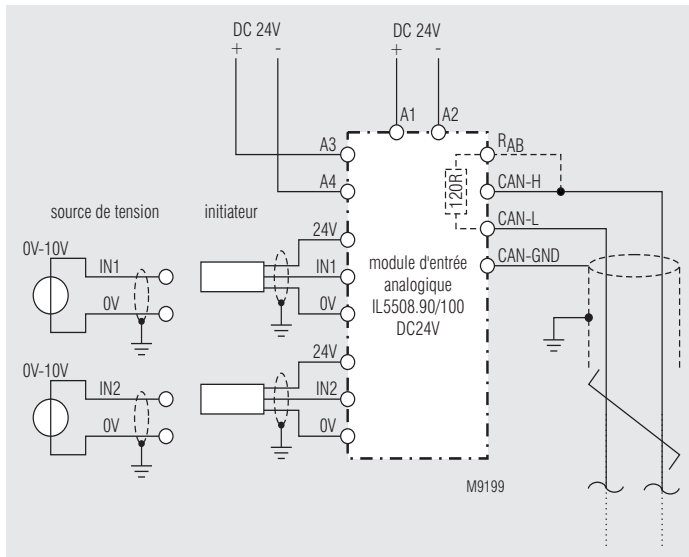 DC 24V
+ -
DC 24V
+ -
A1
A2
A3
RAB
A4
CAN-H
120R
source de tension
initiateur
CAN-L
24V
0V-10V
IN1
IN1
CAN-GND
module d'entrée
analogique
IL5508.90/100
DC24V
0V
0V
24V
0V-10V
IN2
IN2
0V
0V
M9199